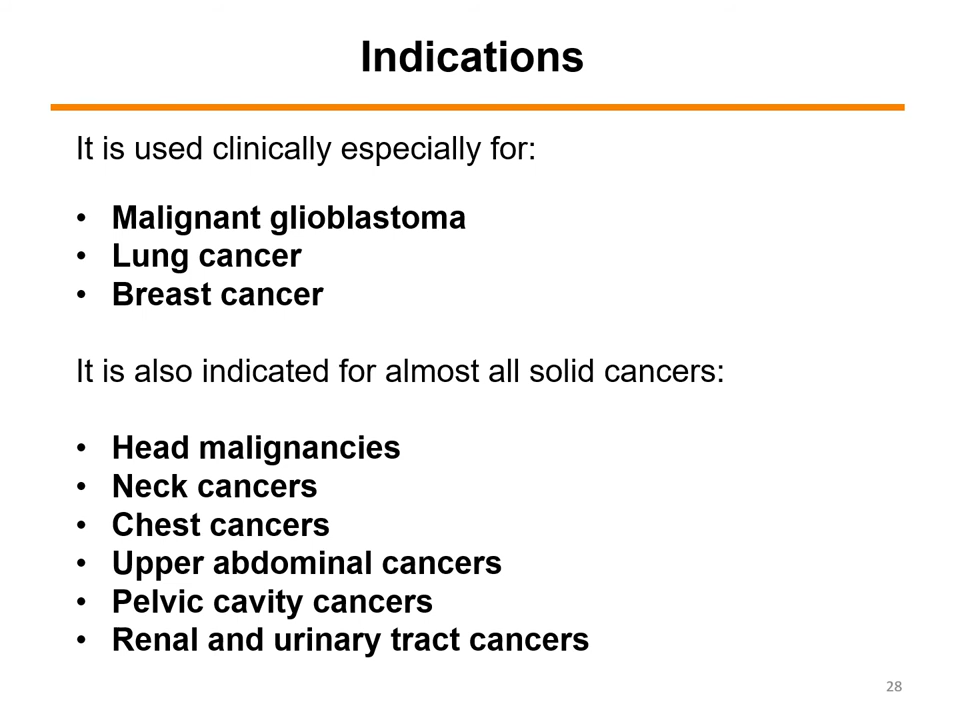 Indications
It is used clinically especially for:
• Malignant glioblastoma
• Lung cancer
• Breast cancer
It is also indicated for almost all solid cancers:
• Head malignancies
• Neck cancers
• Chest cancers
• Upper abdominal cancers
• Pelvic cavity cancers
• Renal and urinary tract cancers
28